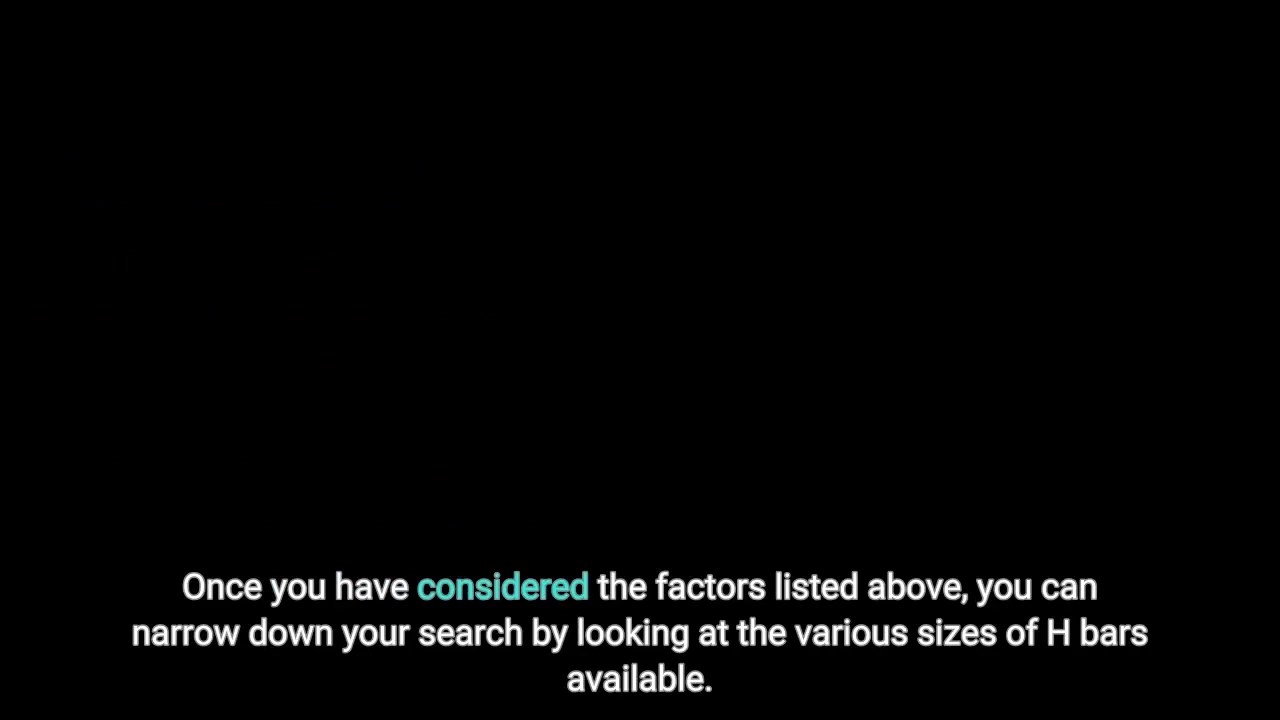 Once you have considered the factors listed above, you can
narrow down your search by looking at the various sizes of H bars
available.